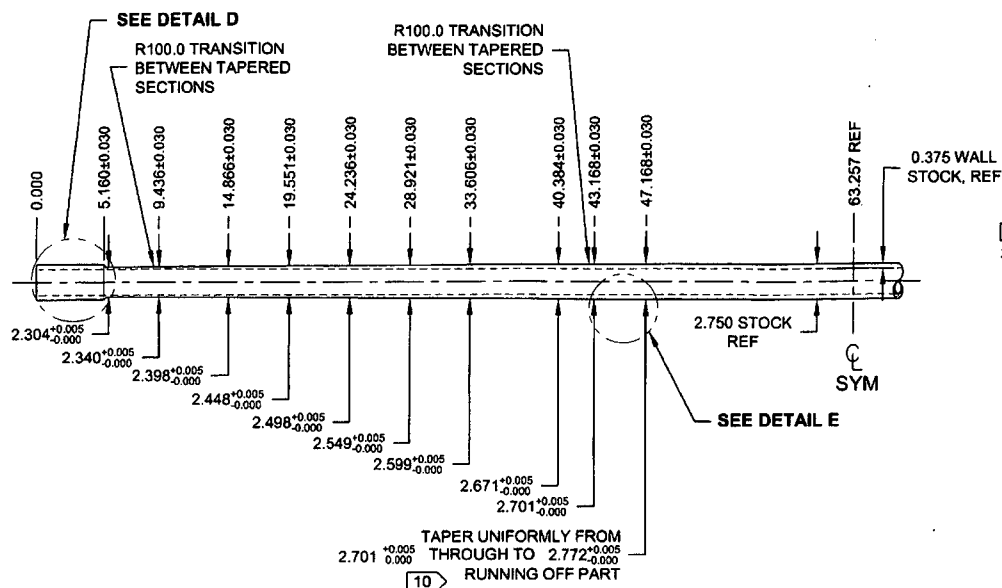 SEE DETAIL D
R100.0 TRANSITION
BETWEEN TAPERED
SECTIONS
R100.0 TRANSITION
BETWEEN TAPERED
SECTIONS
0.000
5.160±0.030
9.436±0.030
14.866±0.030
19.551±0.030
24.236±0.030
28.921±0.030
33.606±0.030
40.384±0.030
43.168±0.030
47.168±0.030
63.257 REF
0.375 WALL
STOCK, REF
2.304 +0.005 -0.000
2.340 +0.005 -0.000
2.398 +0.005 -0.000
2.448 +0.005 -0.000
2.498 +0.005 -0.000
2.549 +0.005 -0.000
2.599 +0.005 -0.000
2.671 +0.005 -0.000
2.701 +0.005 -0.000
2.750 STOCK
REF
CL
SYM
SEE DETAIL E
TAPER UNIFORMLY FROM
2.701 +0.005 0.000 THROUGH TO 2.772 +0.005 -0.000
RUNNING OFF PART
10